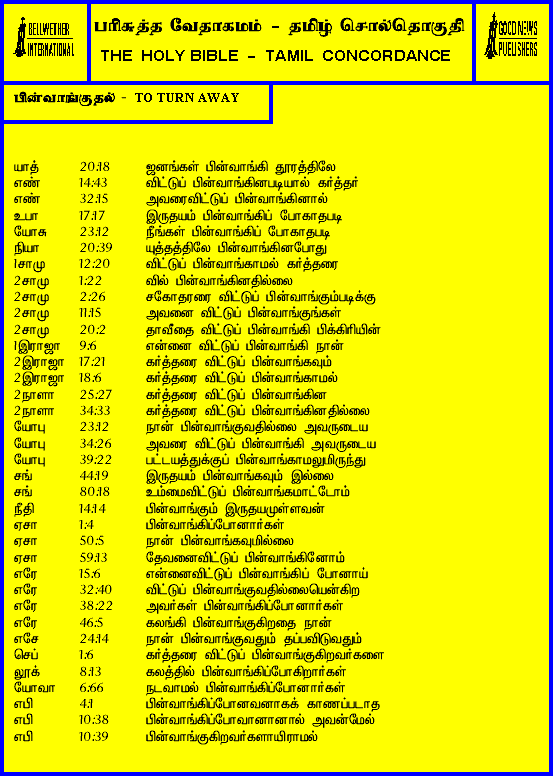 BELLWETHER
INTERNATIONAL
பரிசுத்த வேதாகமம் - தமிழ் சொல்தொகுதி
THE HOLY BIBLE - TAMIL CONCORDANCE
GOOD NEWS
PUBLISHERS
பின்வாங்குதல் - TO TURN AWAY
யாத் 20:18 ஜனங்கள் பின்வாங்கி தூரத்திலே
எண் 14:43 விட்டுப் பின்வாங்கினபடியால் கர்த்தர்
எண் 32:15 அவரைவிட்டுப் பின்வாங்கினால்
உபா 17:17 இருதயம் பின்வாங்கிப் போகாதபடி
யோசு 23:12 நீங்கள் பின்வாங்கிப் போகாதபடி
நியா 20:39 யுத்தத்திலே பின்வாங்கினபோது
1சாமு 12:20 விட்டுப் பின்வாங்காமல் கர்த்தரை
2சாமு 1:22 வில் பின்வாங்கினதில்லை
2சாமு 2:26 சகோதரரை விட்டுப் பின்வாங்கும்படிக்கு
2சாமு 11:15 அவனை விட்டுப் பின்வாங்குங்கள்
2சாமு 20:2 தாவீதை விட்டுப் பின்வாங்கி பிக்கிரியின்
1இராஜா 9:6 என்னை விட்டுப் பின்வாங்கி நான்
2இராஜா 17:21 கர்த்தரை விட்டுப் பின்வாங்கவும்
2இராஜா 18:6 கர்த்தரை விட்டுப் பின்வாங்காமல்
2நாளா 25:27 கர்த்தரை விட்டுப் பின்வாங்கின
2நாளா 34:33 கர்த்தரை விட்டுப் பின்வாங்கினதில்லை
யோபு 23:12 நான் பின்வாங்குவதில்லை அவருடைய
யோபு 34:26 அவரை விட்டுப் பின்வாங்கி அவருடைய
யோபு 39:22 பட்டயத்துக்குப் பின்வாங்காமலுமிருந்து
சங் 44:19 இருதயம் பின்வாங்கவும் இல்லை
சங் 80:18 உம்மைவிட்டுப் பின்வாங்கமாட்டோம்
நீதி 14:14 பின்வாங்கும் இருதயமுள்ளவன்
ஏசா 1:4 பின்வாங்கிப்போனார்கள்
ஏசா 50:5 நான் பின்வாங்கவுமில்லை
ஏசா 59:13 தேவனைவிட்டுப் பின்வாங்கினோம்
எரே 15:6 என்னைவிட்டுப் பின்வாங்கிப் போனாய்
எரே 32:40 விட்டுப் பின்வாங்குவதில்லையென்கிற
எரே 38:22 அவர்கள் பின்வாங்கிப்போனார்கள்
எரே 46:5 கலங்கி பின்வாங்குகிறதை நான்
எசே 24:14 நான் பின்வாங்குவதும் தப்பவிடுவதும்
செப் 1:6 கர்த்தரை விட்டுப் பின்வாங்குகிறவர்களை
லூக் 8:13 கலத்தில் பின்வாங்கிப்போகிறார்கள்
யோவா 6:66 நடவாமல் பின்வாங்கிப்போனார்கள்
எபி 4:1 பின்வாங்கிப்போனவனாகக் காணப்படாத
எபி 10:38 பின்வாங்கிப்போவானானால் அவன்மேல்
எபி 10:39 பின்வாங்குகிறவர்களாயிராமல்